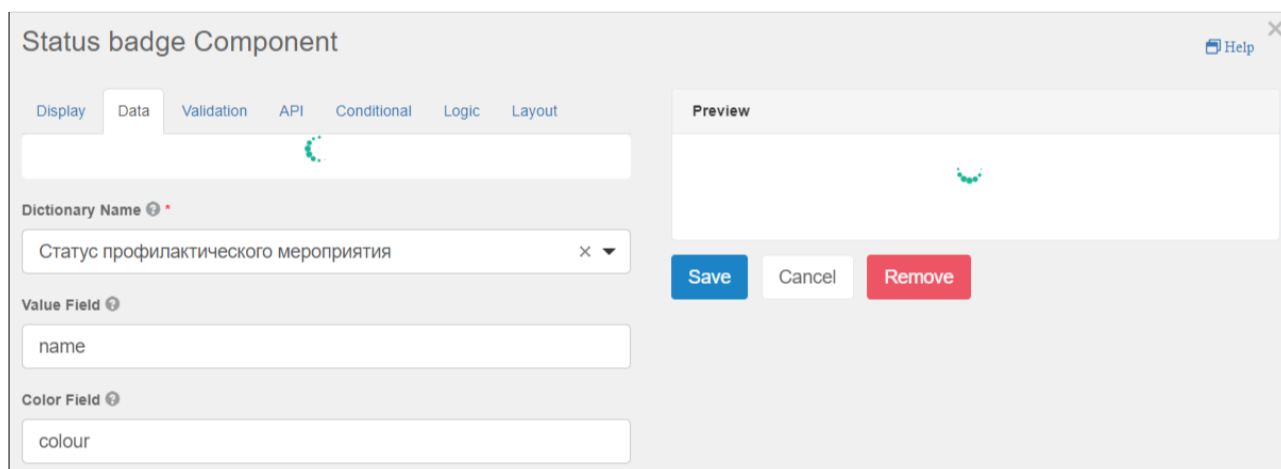 Status badge Component
Help
Display Data Validation API Conditional Logic Layout
Preview
Dictionary Name *
Статус профилактического мероприятия
Save Cancel Remove
Value Field
name
Color Field
colour